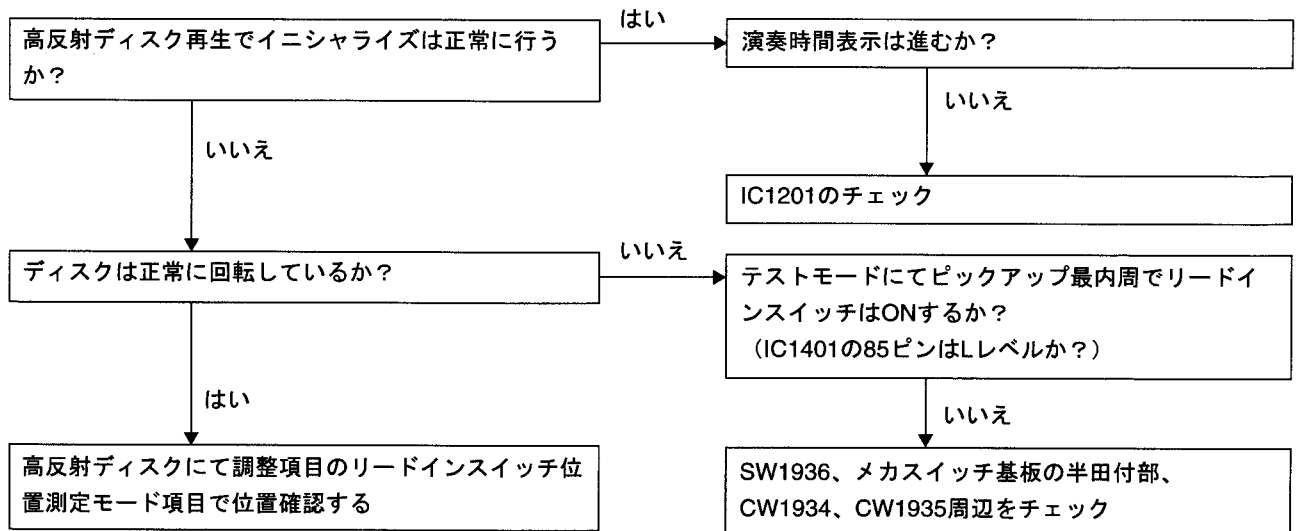 高反射ディスク再生でイニシャライズは正常に行う
か？
はい
演奏時間表示は進むか？
いいえ
いいえ
IC1201のチェック
ディスクは正常に回転しているか？
いいえ
テストモードにてピックアップ最内周でリードイ
ンスイッチはONするか？
（IC1401の85ピンはLレベルか？）
はい
いいえ
高反射ディスクにて調整項目のリードインスイッチ位
置測定モード項目で位置確認する
SW1936、メカスイッチ基板の半田付部、
CW1934、CW1935周辺をチェック